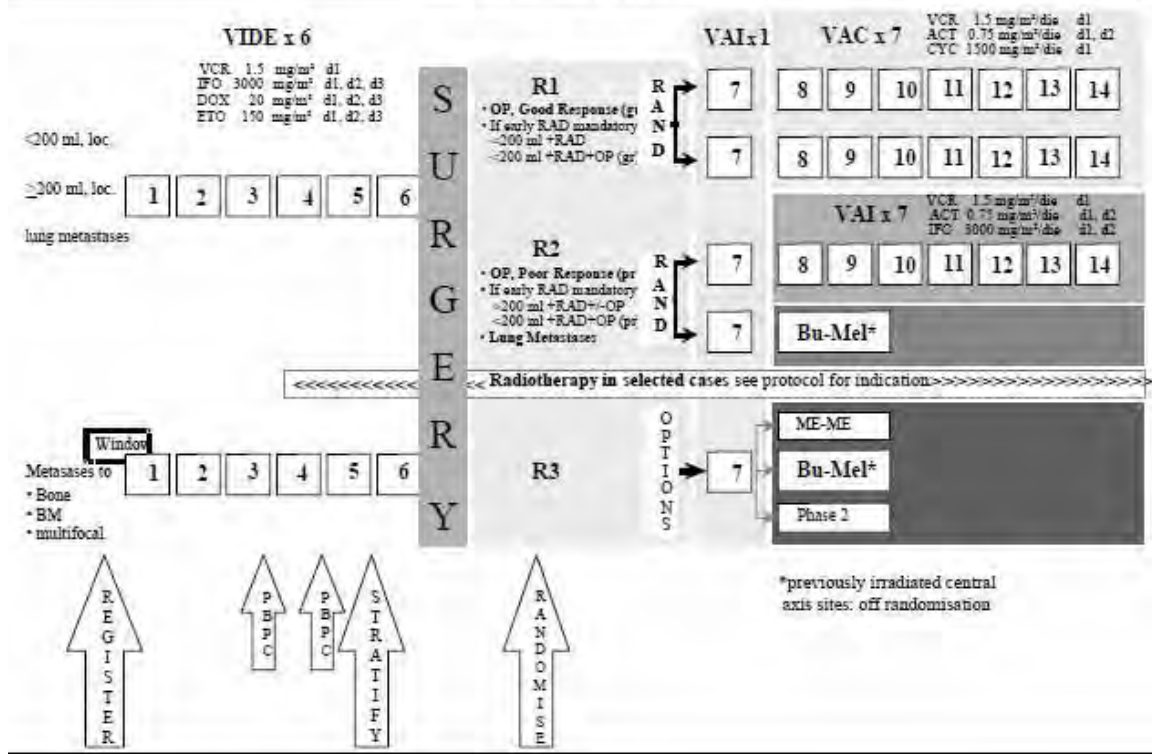 VIDE x 6
VCR 1.5 mg/m² d1
IFO 3000 mg/m² d1, d2, d3
DOX 20 mg/m² d1, d2, d3
ETO 150 mg/m² d1, d2, d3
<200 ml, loc.
≥200 ml, loc.
lung metastases
1 2 3 4 5 6
SURGERY
R1
• OP, Good Response (g
• If early RAD mandatory
<200 ml +RAD
<200 ml +RAD+OP (gr
RAND
VAI x 1
7
7
VAC x 7
VCR 1.5 mg/m²/die d1
ACT 0.75 mg/m²/die d1, d2
CYC 1500 mg/m²/die d1
8 9 10 11 12 13 14
8 9 10 11 12 13 14
R2
• OP, Poor Response (pr
• If early RAD mandatory
>200 ml +RAD+/-OP
<200 ml +RAD+OP (pr
• Lung Metastases
RAND
7
7
VAI x 7
VCR 1.5 mg/m²/die d1
ACT 0.75 mg/m²/die d1, d2
IFO 3000 mg/m²/die d1, d2
8 9 10 11 12 13 14
Bu-Mel*
<<<<<<<<<<<< << Radiotherapy in selected cases see protocol for indication>>>>>>>>>>>>>>>>>>>
Window
Metasases to
• Bone
• BM
• multifocal
1 2 3 4 5 6
R3
OPTIONS
7
ME-ME
Bu-Mel*
Phase 2
*previously irradiated central
axis sites: off randomisation
REGISTER
PBPC
PBPC
STRATIFY
RANDOMISE